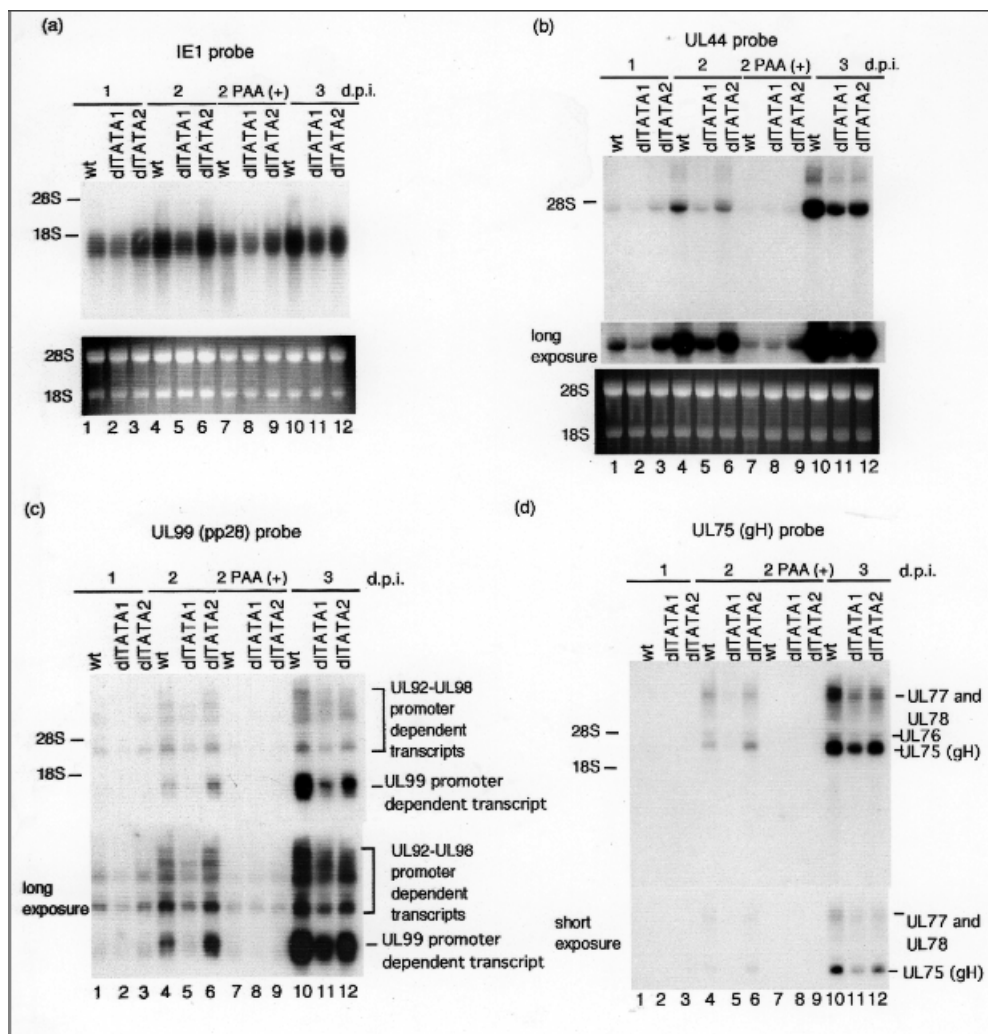 (a)
IE1 probe
1 2 2 PAA (+) 3 d.p.i.
wt dlTATA1 dlTATA2 wt dlTATA1 dlTATA2 wt dlTATA1 dlTATA2 wt dlTATA1 dlTATA2
28S
18S
28S
18S
1 2 3 4 5 6 7 8 9 10 11 12
(b)
UL44 probe
1 2 2 PAA (+) 3 d.p.i.
wt dlTATA1 dlTATA2 wt dlTATA1 dlTATA2 wt dlTATA1 dlTATA2 wt dlTATA1 dlTATA2
28S
long
exposure
28S
18S
1 2 3 4 5 6 7 8 9 10 11 12
(c)
UL99 (pp28) probe
1 2 2 PAA (+) 3 d.p.i.
wt dlTATA1 dlTATA2 wt dlTATA1 dlTATA2 wt dlTATA1 dlTATA2 wt dlTATA1 dlTATA2
UL92-UL98
promoter
dependent
transcripts
28S
18S
UL99 promoter
dependent transcript
long
exposure
UL92-UL98
promoter
dependent
transcripts
UL99 promoter
dependent transcript
1 2 3 4 5 6 7 8 9 10 11 12
(d)
UL75 (gH) probe
1 2 2 PAA (+) 3 d.p.i.
wt dlTATA1 dlTATA2 wt dlTATA1 dlTATA2 wt dlTATA1 dlTATA2 wt dlTATA1 dlTATA2
UL77 and
UL78
28S
UL76
UL75 (gH)
18S
short
exposure
UL77 and
UL78
UL75 (gH)
1 2 3 4 5 6 7 8 9 10 11 12